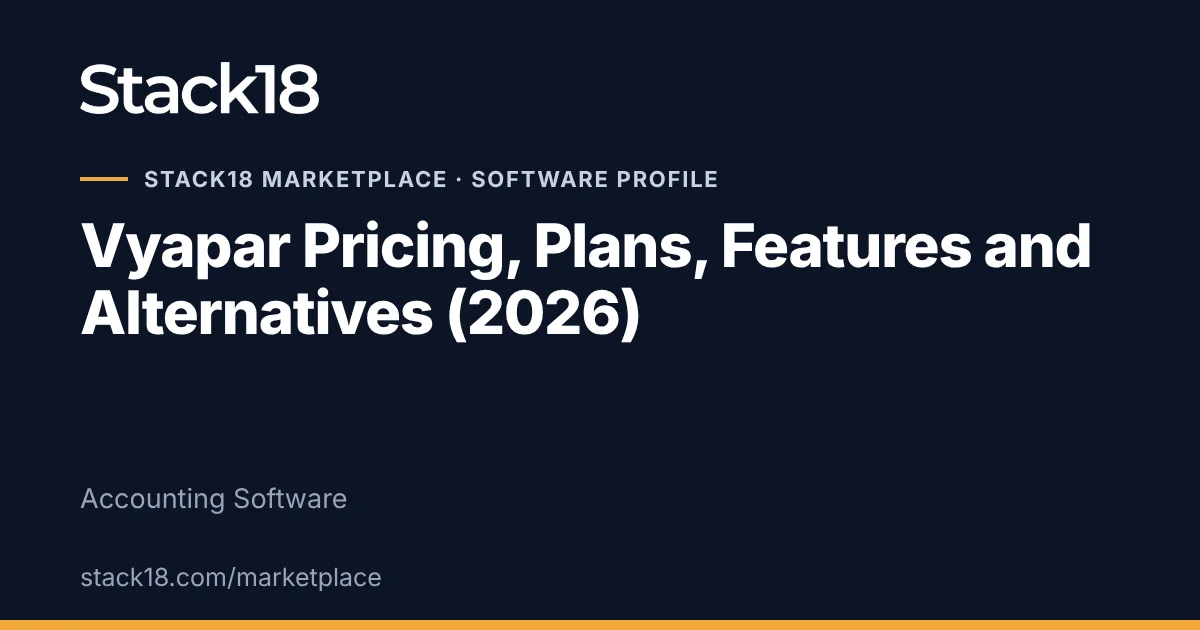 Stack18
STACK18 MARKETPLACE · SOFTWARE PROFILE
Vyapar Pricing, Plans, Features and
Alternatives (2026)
Accounting Software
stack18.com/marketplace